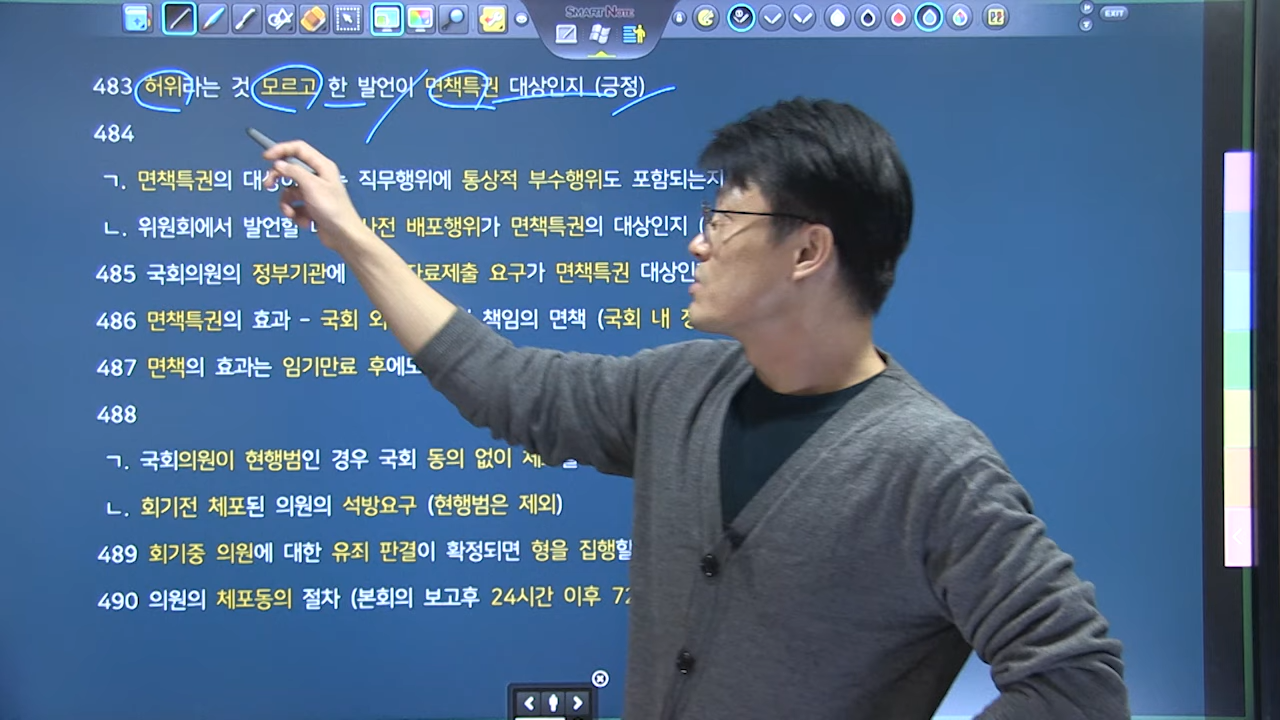 SMART NOTE
EXIT
483 허위라는 것 모르고 한 발언이 면책특권 대상인지 (긍정)
484
ㄱ. 면책특권의 직무행위에 통상적 부수행위도 포함되는지
ㄴ. 위원회에서 발언할 사전 배포행위가 면책특권의 대상인지 (
485 국회의원의 정부기관에 자료제출 요구가 면책특권 대상인
486 면책특권의 효과 - 국회 외 책임의 면책 (국회 내
487 면책의 효과는 임기만료 후에도
488
ㄱ. 국회의원이 현행범인 경우 국회 동의 없이
ㄴ. 회기전 체포된 의원의 석방요구 (현행범은 제외)
489 회기중 의원에 대한 유죄 판결이 확정되면 형을 집행할
490 의원의 체포동의 절차 (본회의 보고후 24시간 이후 72